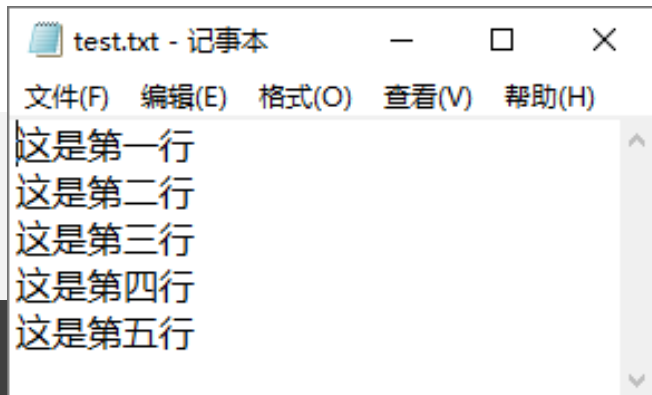 test.txt - 记事本
文件(F) 编辑(E) 格式(O) 查看(V) 帮助(H)
这是第一行
这是第二行
这是第三行
这是第四行
这是第五行